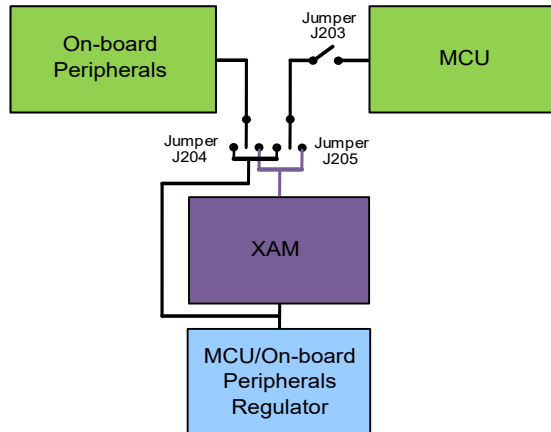 On-board
Peripherals
Jumper
J203
MCU
Jumper
J204
Jumper
J205
XAM
MCU/On-board
Peripherals
Regulator